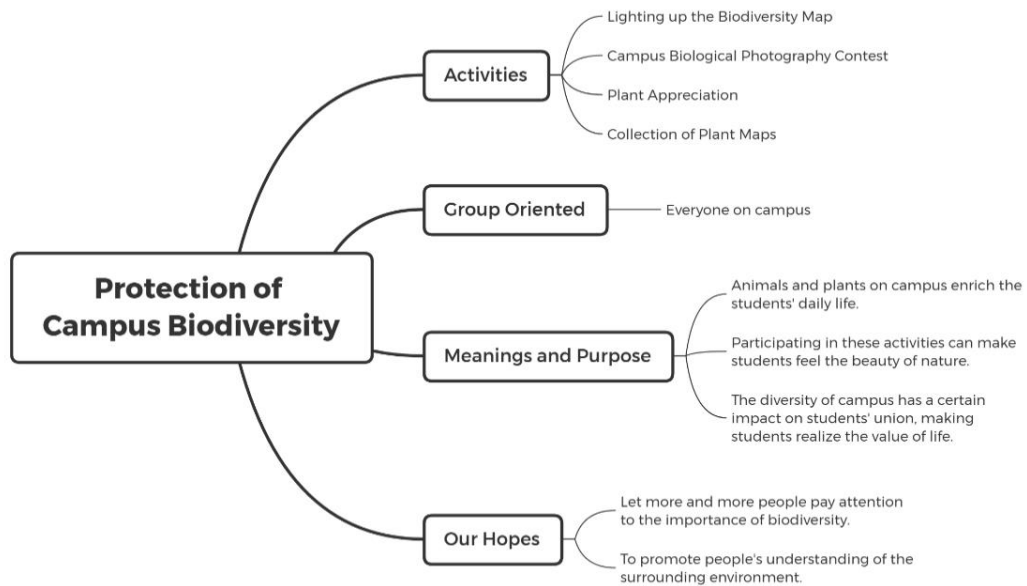 Protection of
Campus Biodiversity
Activities
Lighting up the Biodiversity Map
Campus Biological Photography Contest
Plant Appreciation
Collection of Plant Maps
Group Oriented
Everyone on campus
Meanings and Purpose
Animals and plants on campus enrich the
students' daily life.
Participating in these activities can make
students feel the beauty of nature.
The diversity of campus has a certain
impact on students' union, making
students realize the value of life.
Our Hopes
Let more and more people pay attention
to the importance of biodiversity.
To promote people's understanding of the
surrounding environment.